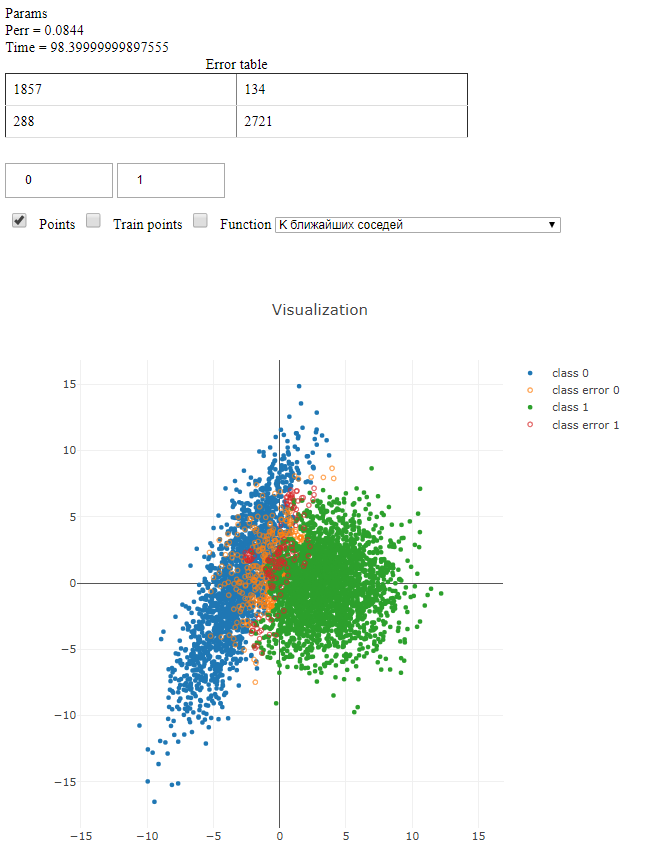 Params
Perr = 0.0844
Time = 98.39999999897555
Error table
1857 134
288 2721
0 1
Points Train points Function К ближайших соседей
Visualization
class 0
class error 0
class 1
class error 1
15
10
5
0
−5
−10
−15
−15 −10 −5 0 5 10 15